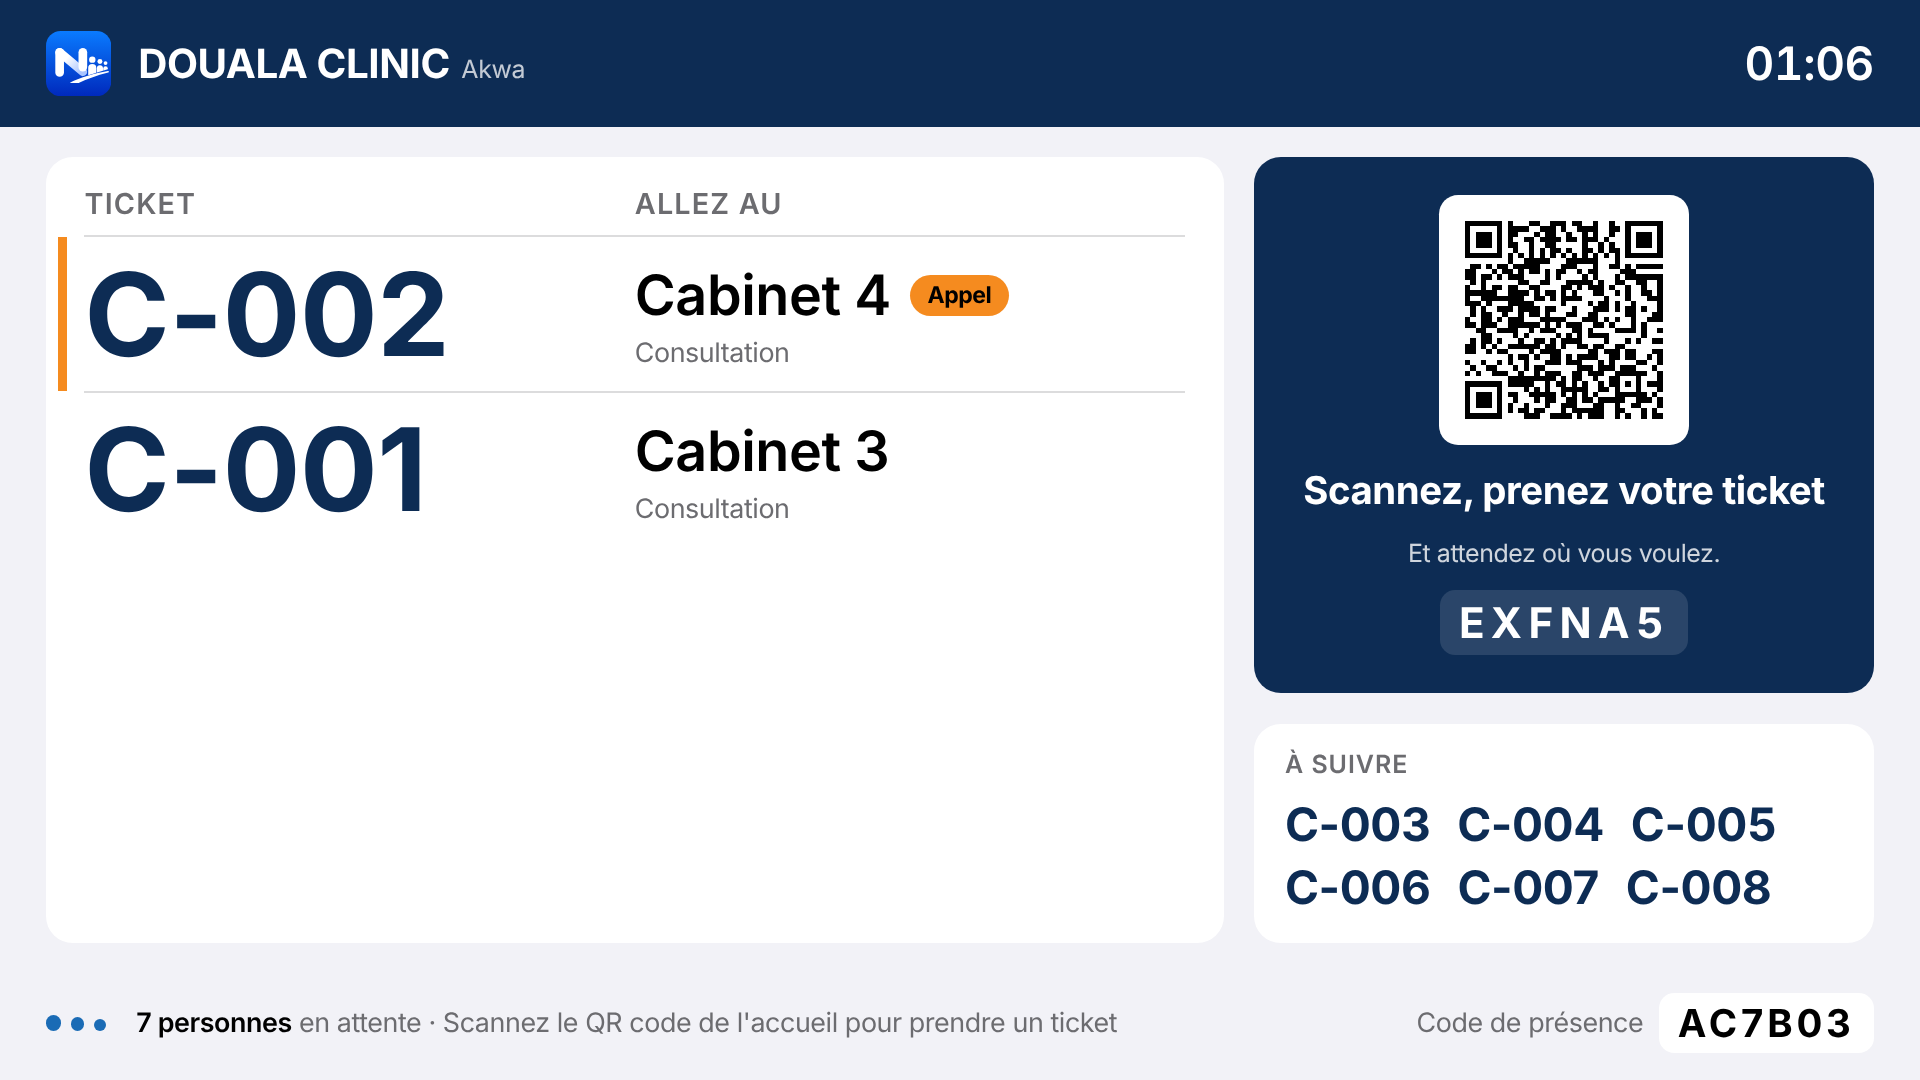 DOUALA CLINIC Akwa
01:06
TICKET
ALLEZ AU
C-002
Cabinet 4 Appel
Consultation
C-001
Cabinet 3
Consultation
Scannez, prenez votre ticket
Et attendez où vous voulez.
EXFNA5
À SUIVRE
C-003 C-004 C-005
C-006 C-007 C-008
7 personnes en attente · Scannez le QR code de l'accueil pour prendre un ticket
Code de présence AC7B03